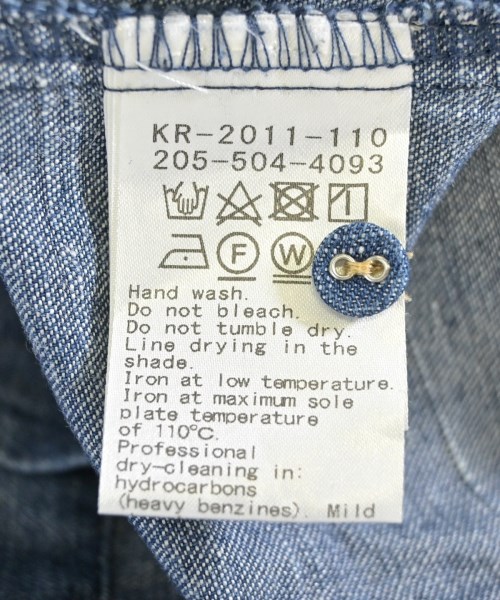 KR-2011-110
205-504-4093
F W
Hand wash.
Do not bleach.
Do not tumble dry.
Line drying in the
shade.
Iron at low temperature.
Iron at maximum sole
plate temperature
of 110℃.
Professional
dry-cleaning in:
hydrocarbons
(heavy benzines). Mild